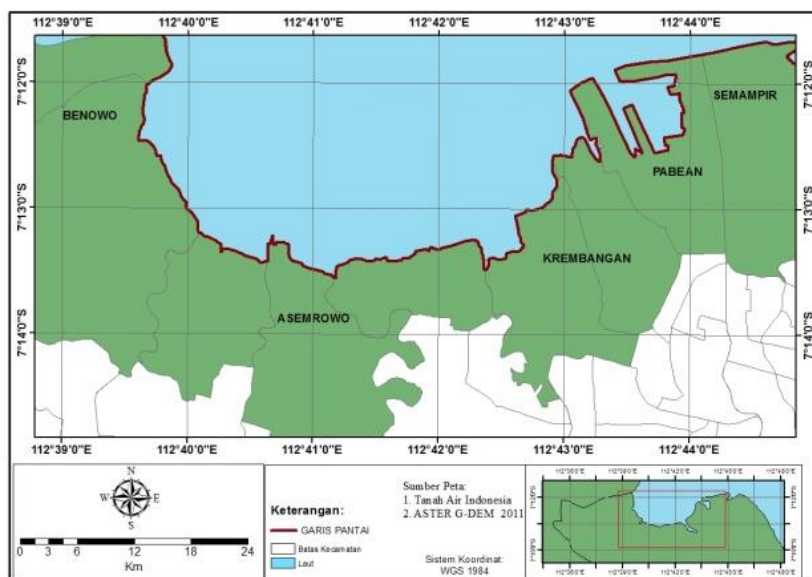 112°39'0"E 112°40'0"E 112°41'0"E 112°42'0"E 112°43'0"E 112°44'0"E
7°12'0"S 7°12'0"S
SEMAMPIR
BENOWO
PABEAN
7°13'0"S 7°13'0"S
KREMBANGAN
ASEMROWO
7°14'0"S 7°14'0"S
112°39'0"E 112°40'0"E 112°41'0"E 112°42'0"E 112°43'0"E 112°44'0"E
N
W E
S
0 3 6 12 18 24
Km
Keterangan:
GARIS PANTAI
Batas Kecamatan
Laut
Sumber Peta:
1. Tanah Air Indonesia
2. ASTER G-DEM 2011
Sistem Koordinat:
WGS 1984